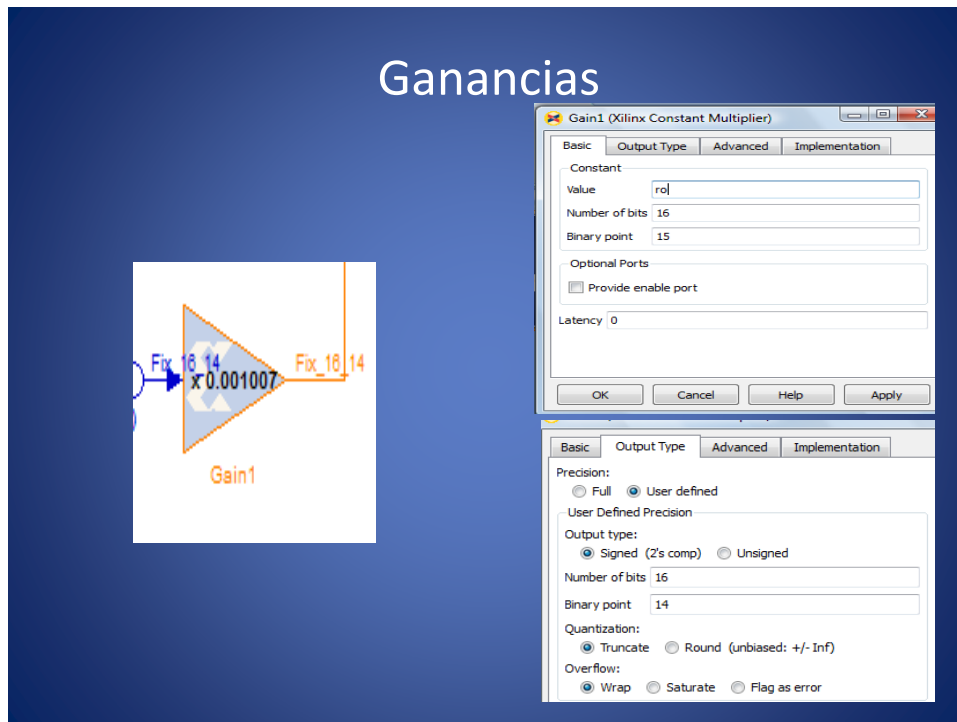 Ganancias
Gain1 (Xilinx Constant Multiplier)
Basic Output Type Advanced Implementation
Constant
Value ro
Number of bits 16
Binary point 15
Optional Ports
Provide enable port
Latency 0
OK Cancel Help Apply
Fix_16_14
x 0.001007
Fix_16_14
Gain1
Basic Output Type Advanced Implementation
Precision:
Full User defined
User Defined Precision
Output type:
Signed (2's comp) Unsigned
Number of bits 16
Binary point 14
Quantization:
Truncate Round (unbiased: +/- Inf)
Overflow:
Wrap Saturate Flag as error